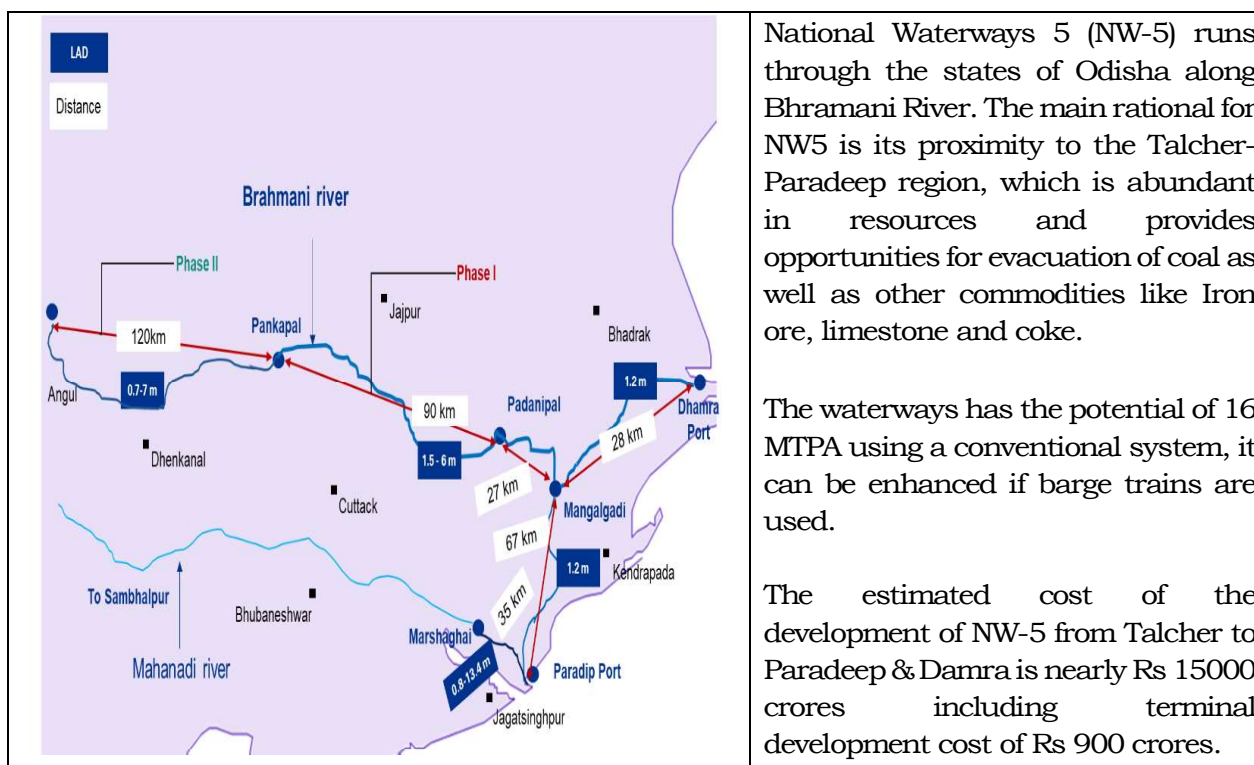 LAD
Distance
Brahmani river
Phase II
Phase I
Jajpur
120km
Pankapal
Bhadrak
Angul
0.7-7 m
90 km
Padanipal
1.2 m
Dhamra
Port
28 km
Dhenkanal
1.5 - 6 m
27 km
Cuttack
Mangalgadi
67 km
Kendrapada
1.2 m
To Sambhalpur
Bhubaneshwar
35 km
Marshaghai
Mahanadi river
0.8-13.4 m
Paradip Port
Jagatsinghpur
National Waterways 5 (NW-5) runs
through the states of Odisha along
Bhramani River. The main rational for
NW5 is its proximity to the Talcher-
Paradeep region, which is abundant
in resources and provides
opportunities for evacuation of coal as
well as other commodities like Iron
ore, limestone and coke.
The waterways has the potential of 16
MTPA using a conventional system, it
can be enhanced if barge trains are
used.
The estimated cost of the
development of NW-5 from Talcher to
Paradeep & Damra is nearly Rs 15000
crores including terminal
development cost of Rs 900 crores.